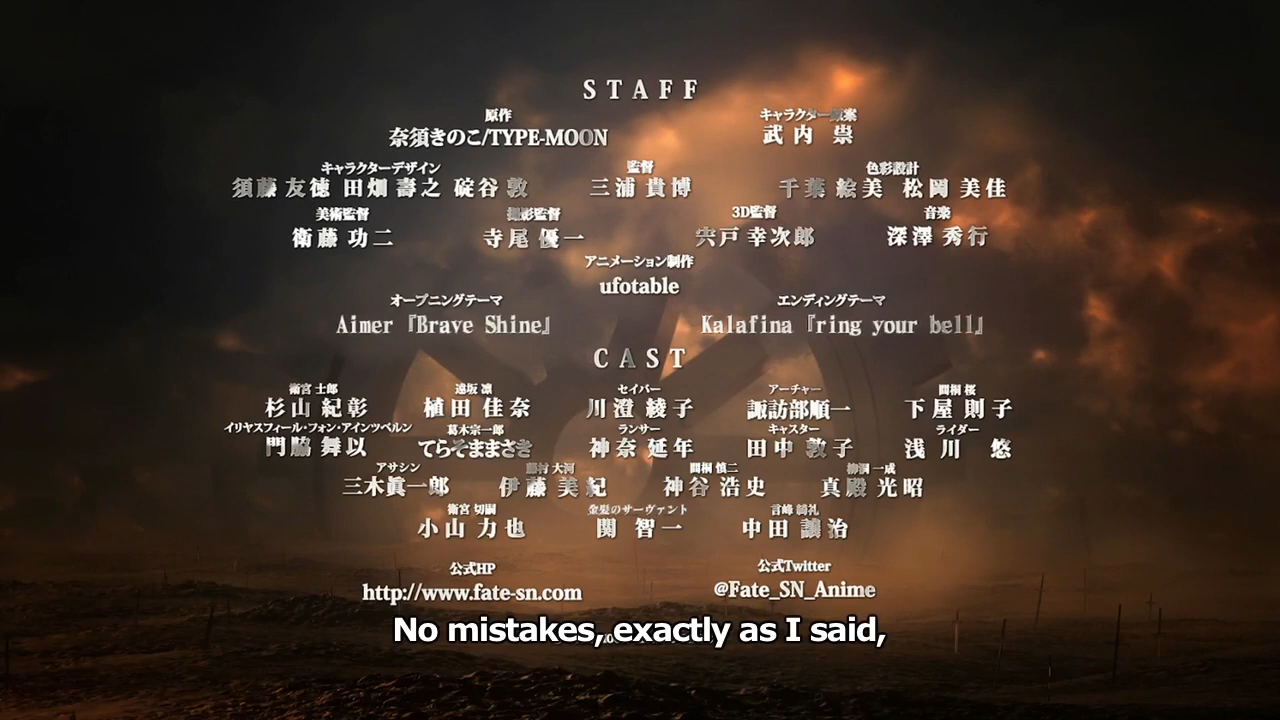 STAFF
原作 キャラクター原案
奈須きのこ/TYPE-MOON 武内 崇
キャラクターデザイン 監督 色彩設計
須藤 友徳 田畑 壽之 碇谷 敦 三浦 貴博 千葉 絵美 松岡 美佳
美術監督 撮影監督 3D監督 音楽
衛藤 功二 寺尾 優一 宍戸 幸次郎 深澤 秀行
アニメーション制作
ufotable
オープニングテーマ エンディングテーマ
Aimer『Brave Shine』 Kalafina『ring your bell』
CAST
衛宮 士郎 遠坂 凛 セイバー アーチャー 間桐 桜
杉山 紀彰 植田 佳奈 川澄 綾子 諏訪部順一 下屋 則子
イリヤスフィール・フォン・アインツベルン 葛木宗一郎 ランサー キャスター ライダー
門脇 舞以 てらそままさき 神奈 延年 田中 敦子 浅川 悠
アサシン 藤村 大河 間桐 慎二 柳洞 一成
三木眞一郎 伊藤 美紀 神谷 浩史 真殿 光昭
衛宮 切嗣 金髪のサーヴァント 言峰 綺礼
小山 力也 関 智一 中田 譲治
公式HP 公式Twitter
http://www.fate-sn.com @Fate_SN_Anime
No mistakes, exactly as I said,